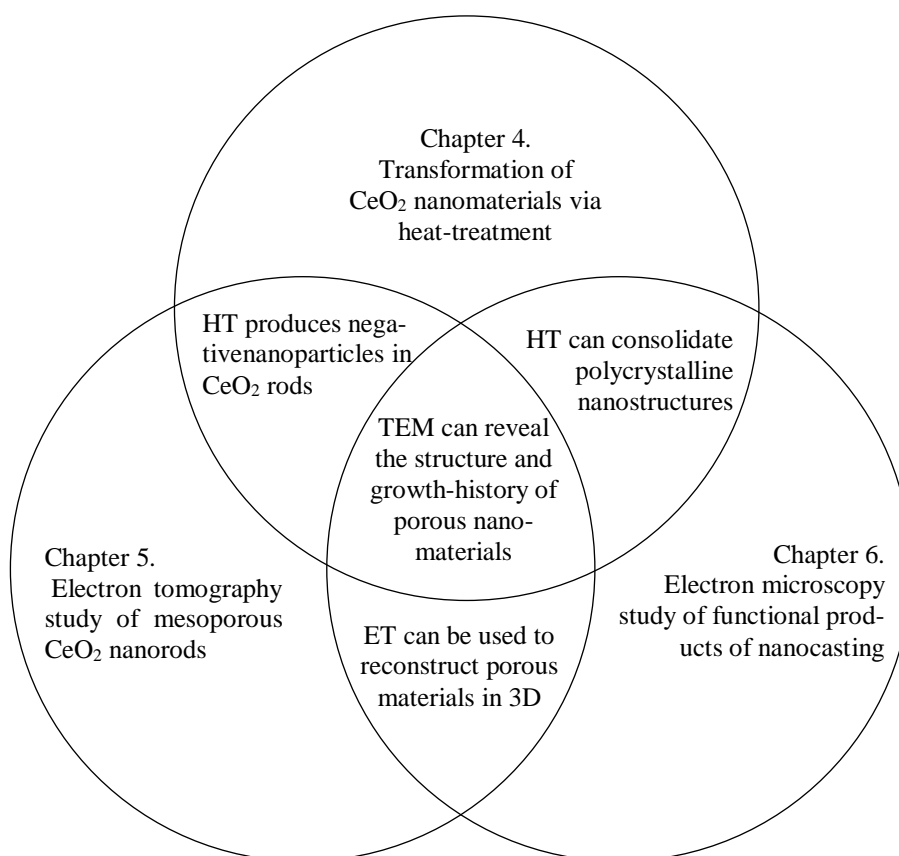 Chapter 4.
Transformation of
CeO₂ nanomaterials via
heat-treatment
HT produces nega-
tivenanoparticles in
CeO₂ rods
HT can consolidate
polycrystalline
nanostructures
TEM can reveal
the structure and
growth-history of
porous nano-
materials
Chapter 5.
Electron tomography
study of mesoporous
CeO₂ nanorods
Chapter 6.
Electron microscopy
study of functional prod-
ucts of nanocasting
ET can be used to
reconstruct porous
materials in 3D